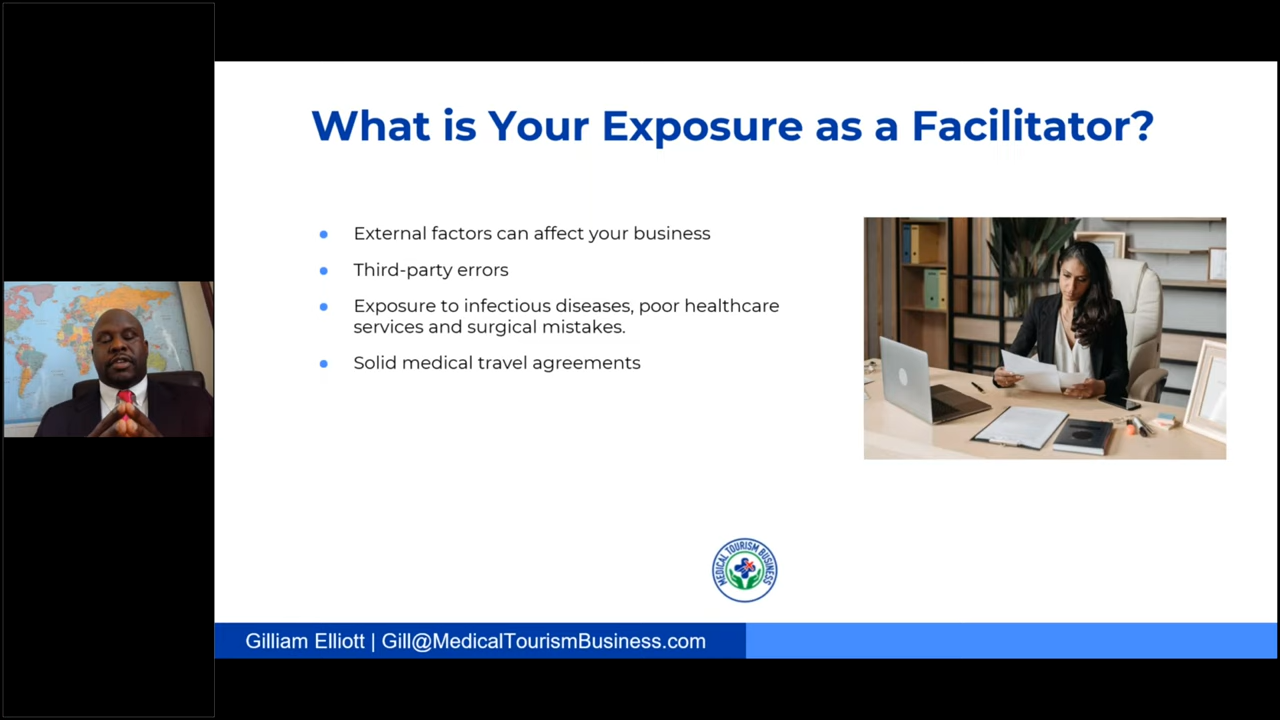 What is Your Exposure as a Facilitator?
External factors can affect your business
Third-party errors
Exposure to infectious diseases, poor healthcare
services and surgical mistakes.
Solid medical travel agreements
MEDICAL TOURISM BUSINESS
Gilliam Elliott | Gill@MedicalTourismBusiness.com